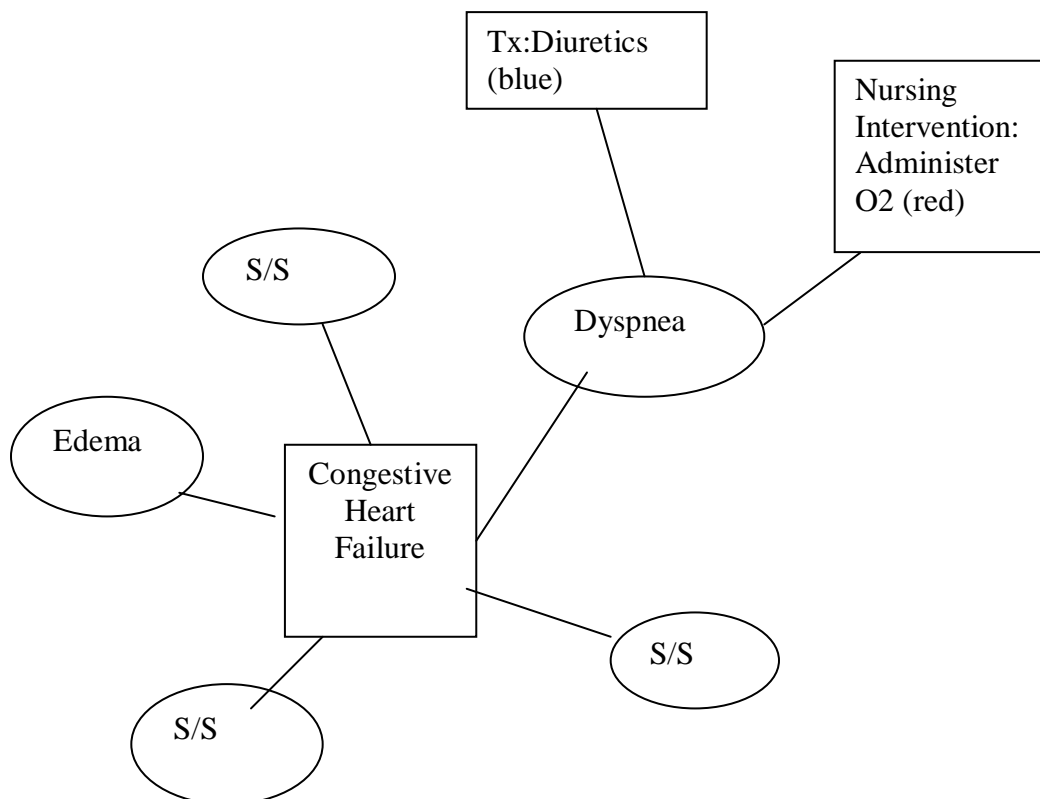 Tx:Diuretics
(blue)
Nursing
Intervention:
Administer
O2 (red)
S/S
Dyspnea
Edema
Congestive
Heart
Failure
S/S
S/S